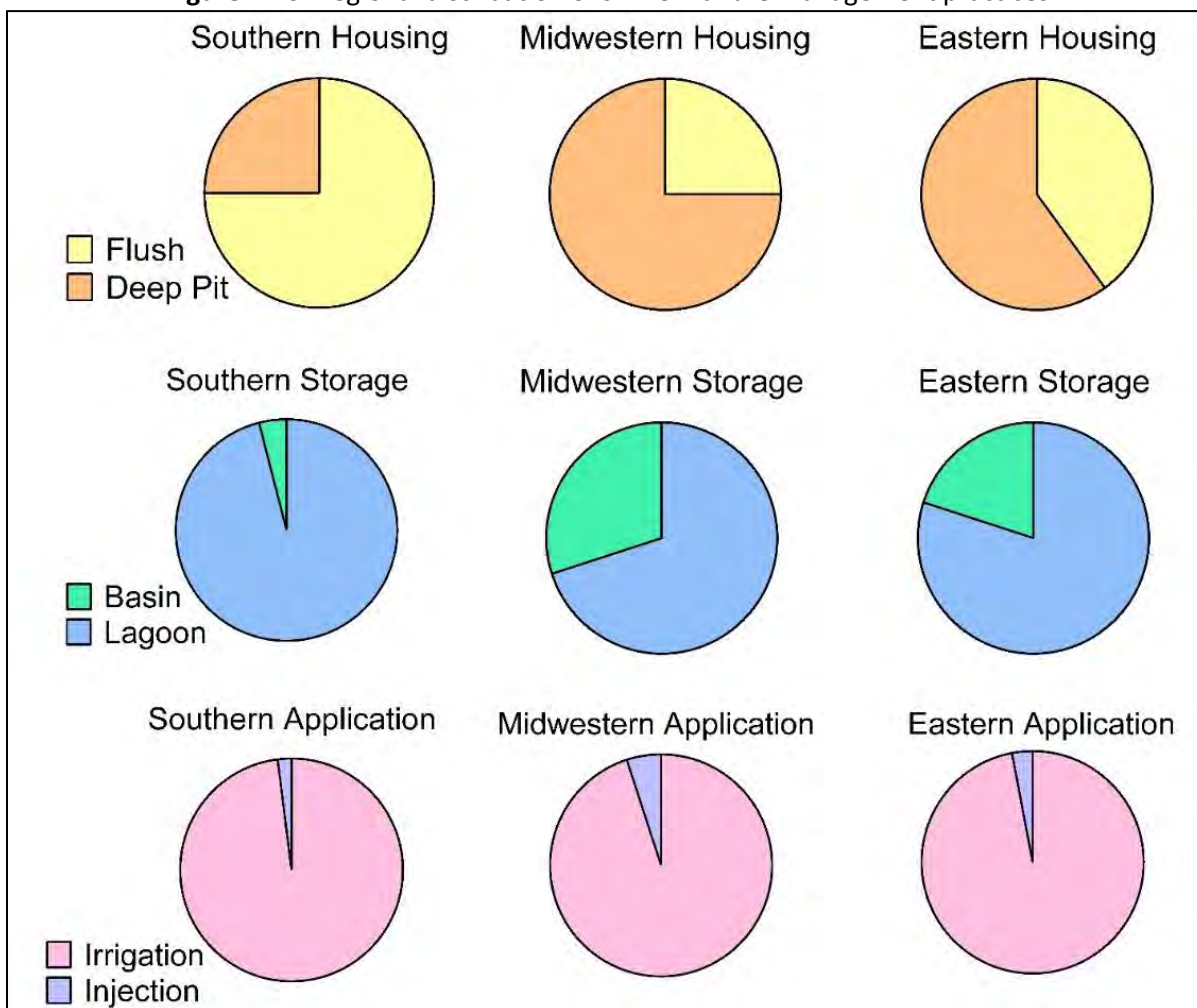 Southern Housing
Midwestern Housing
Eastern Housing
Flush
Deep Pit
Southern Storage
Midwestern Storage
Eastern Storage
Basin
Lagoon
Southern Application
Midwestern Application
Eastern Application
Irrigation
Injection